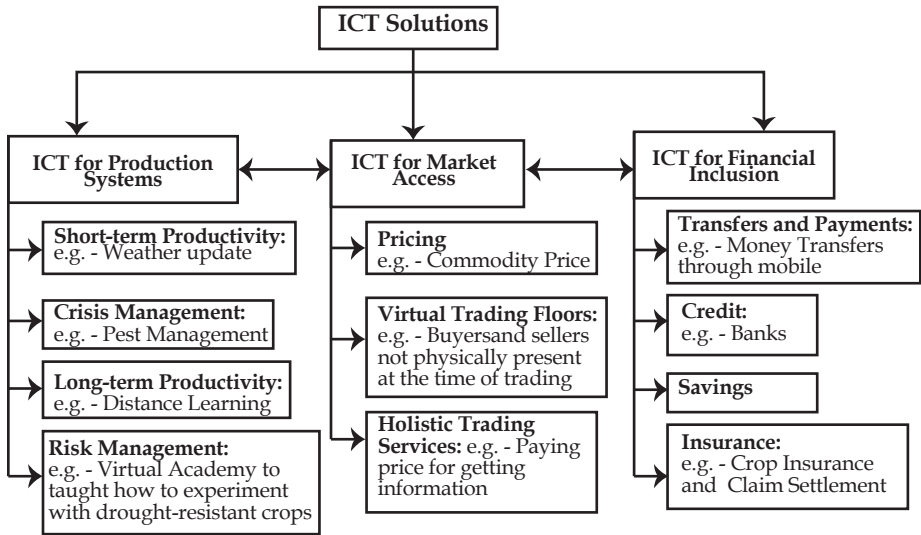 ICT Solutions
ICT for Production
Systems
ICT for Market
Access
ICT for Financial
Inclusion
Short-term Productivity:
e.g. - Weather update
Crisis Management:
e.g. - Pest Management
Long-term Productivity:
e.g. - Distance Learning
Risk Management:
e.g. - Virtual Academy to
taught how to experiment
with drought-resistant crops
Pricing
e.g. - Commodity Price
Virtual Trading Floors:
e.g. - Buyersand sellers
not physically present
at the time of trading
Holistic Trading
Services: e.g. - Paying
price for getting
information
Transfers and Payments:
e.g. - Money Transfers
through mobile
Credit:
e.g. - Banks
Savings
Insurance:
e.g. - Crop Insurance
and Claim Settlement